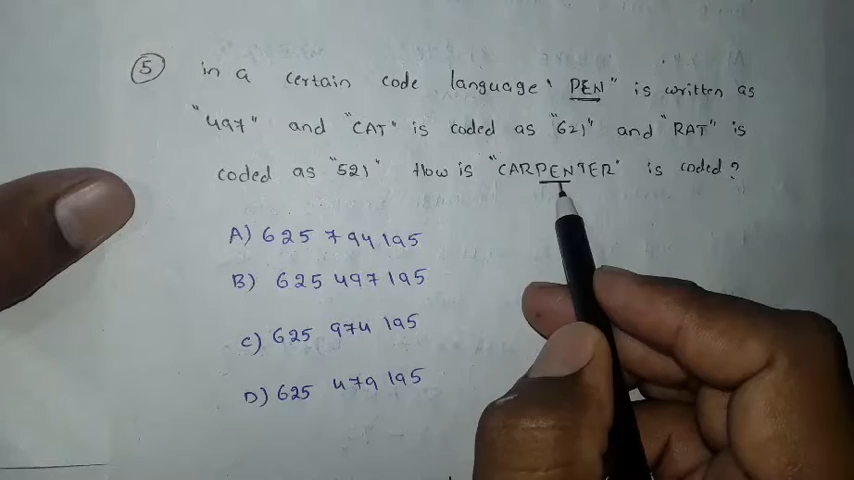 5 in a certain code language ' PEN" is written as
"497" and "CAT" is coded as "621" and "RAT" is
coded as "521" How is "CARPENTER" is coded?
A) 625 794 195
B) 625 497 195
C) 625 974 195
D) 625 479 195